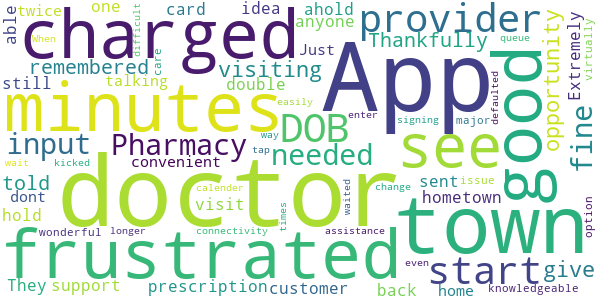 twice
one
card
idea
ahold
able
anyone
provider
difficult
queue
When
charged
App
Just
Thankfully
virtually
Extremely
opportunity
good
still
remembered
talking
care
visiting
double
defaulted
easily
minutes
DOB
see
fine
way
enter
signing
major
input
Pharmacy
needed
tap
wait
kicked
convenient
told
doctor
calender
change
sent
issue
give
dont
hold
visit
times
waited
hometown
town
option
wonderful
longer
connectivity
assistance
frustrated
even
start
They
support
prescription
customer
back
home
knowledgeable